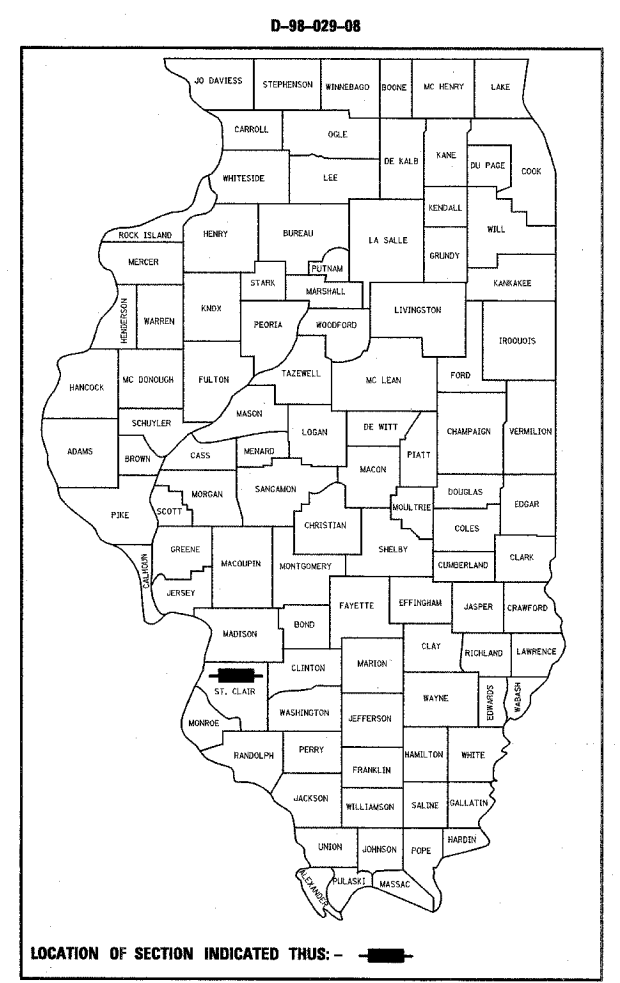 D-98-029-08
JO DAVIESS
STEPHENSON
WINNEBAGO
BOONE
MC HENRY
LAKE
CARROLL
OGLE
DE KALB
KANE
DU PAGE
COOK
WHITESIDE
LEE
KENDALL
ROCK ISLAND
HENRY
BUREAU
LA SALLE
WILL
GRUNDY
MERCER
PUTNAM
STARK
MARSHALL
KANKAKEE
HENDERSON
WARREN
KNOX
PEORIA
WOODFORD
LIVINGSTON
IROQUOIS
HANCOCK
MC DONOUGH
FULTON
TAZEWELL
MC LEAN
FORD
SCHUYLER
MASON
LOGAN
DE WITT
CHAMPAIGN
VERMILION
ADAMS
BROWN
CASS
MENARD
MACON
PIATT
PIKE
SCOTT
MORGAN
SANGAMON
CHRISTIAN
MOULTRIE
DOUGLAS
EDGAR
COLES
CALHOUN
GREENE
MACOUPIN
MONTGOMERY
SHELBY
CUMBERLAND
CLARK
JERSEY
MADISON
BOND
FAYETTE
EFFINGHAM
JASPER
CRAWFORD
CLINTON
MARION
CLAY
RICHLAND
LAWRENCE
ST. CLAIR
MONROE
WASHINGTON
JEFFERSON
WAYNE
EDWARDS
WABASH
RANDOLPH
PERRY
FRANKLIN
HAMILTON
WHITE
JACKSON
WILLIAMSON
SALINE
GALLATIN
UNION
JOHNSON
POPE
HARDIN
ALEXANDER
PULASKI
MASSAC
LOCATION OF SECTION INDICATED THUS: -